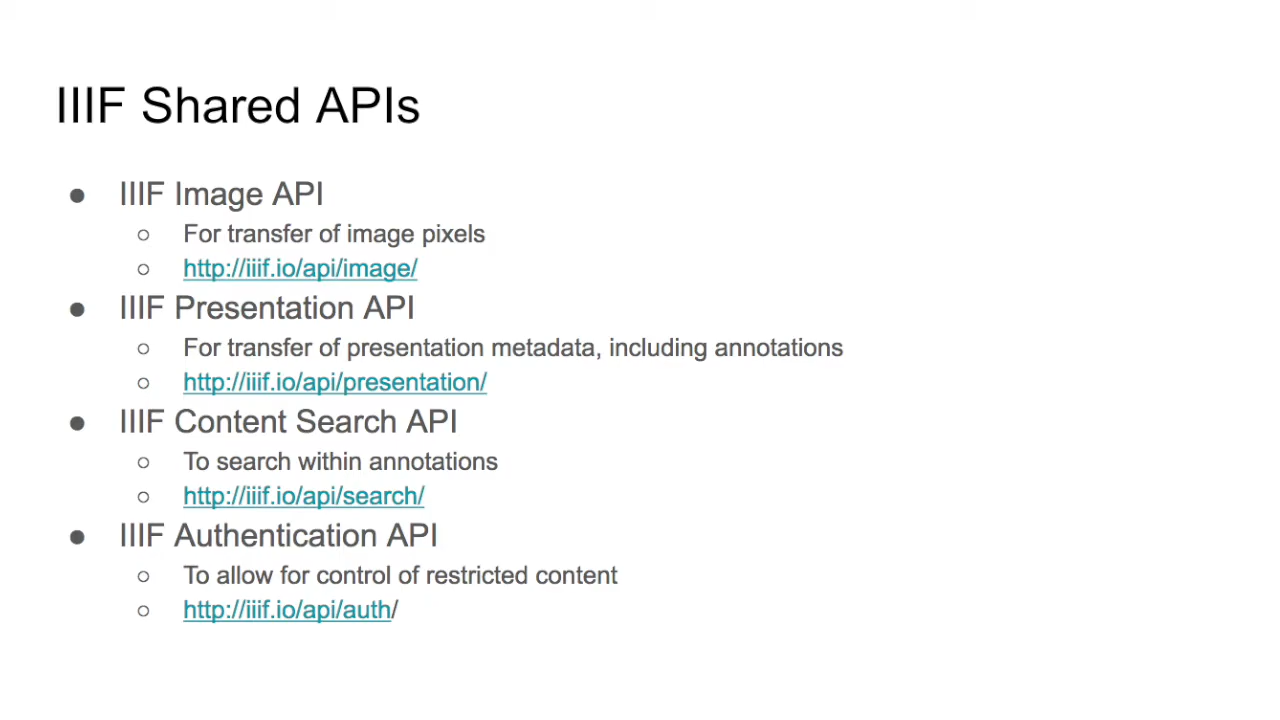 IIIF Shared APIs
● IIIF Image API
○ For transfer of image pixels
○ http://iiif.io/api/image/
● IIIF Presentation API
○ For transfer of presentation metadata, including annotations
○ http://iiif.io/api/presentation/
● IIIF Content Search API
○ To search within annotations
○ http://iiif.io/api/search/
● IIIF Authentication API
○ To allow for control of restricted content
○ http://iiif.io/api/auth/